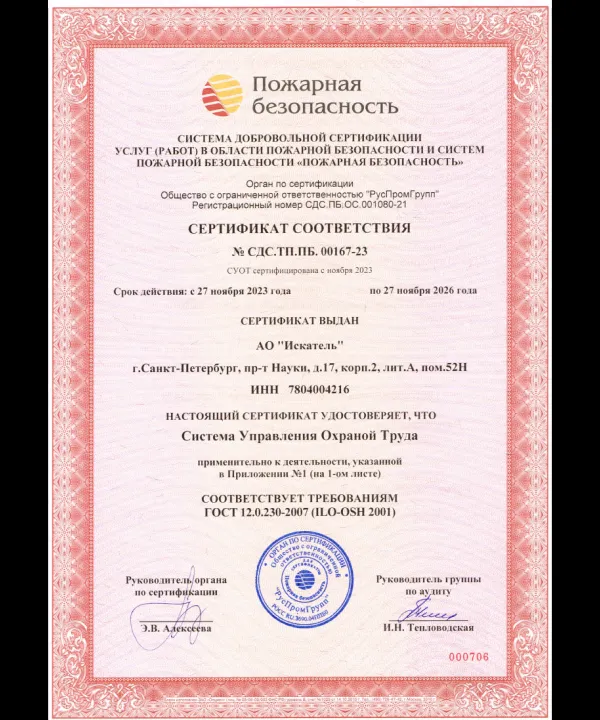 Пожарная
безопасность
СИСТЕМА ДОБРОВОЛЬНОЙ СЕРТИФИКАЦИИ
УСЛУГ (РАБОТ) В ОБЛАСТИ ПОЖАРНОЙ БЕЗОПАСНОСТИ И СИСТЕМ
ПОЖАРНОЙ БЕЗОПАСНОСТИ «ПОЖАРНАЯ БЕЗОПАСНОСТЬ»
Орган по сертификации
Общество с ограниченной ответственностью "РусПромГрупп"
Регистрационный номер СДС.ПБ.ОС.001080-21
СЕРТИФИКАТ СООТВЕТСТВИЯ
№ СДС.ТП.ПБ. 00167-23
СУОТ сертифицирована с ноября 2023
Срок действия: с 27 ноября 2023 года по 27 ноября 2026 года
СЕРТИФИКАТ ВЫДАН
АО "Искатель"
г.Санкт-Петербург, пр-т Науки, д.17, корп.2, лит.А, пом.52Н
ИНН 7804004216
НАСТОЯЩИЙ СЕРТИФИКАТ УДОСТОВЕРЯЕТ, ЧТО
Система Управления Охраной Труда
применительно к деятельности, указанной
в Приложении №1 (на 1-ом листе)
СООТВЕТСТВУЕТ ТРЕБОВАНИЯМ
ГОСТ 12.0.230-2007 (ILO-OSH 2001)
ОРГАН ПО СЕРТИФИКАЦИИ
Общество с ограниченной
ответственностью
для
сертификатов
Пожарная безопасность
"РусПромГрупп"
Руководитель органа
по сертификации
Э.В. Алексеева
Руководитель группы
по аудиту
И.Н. Тепловодская
000706